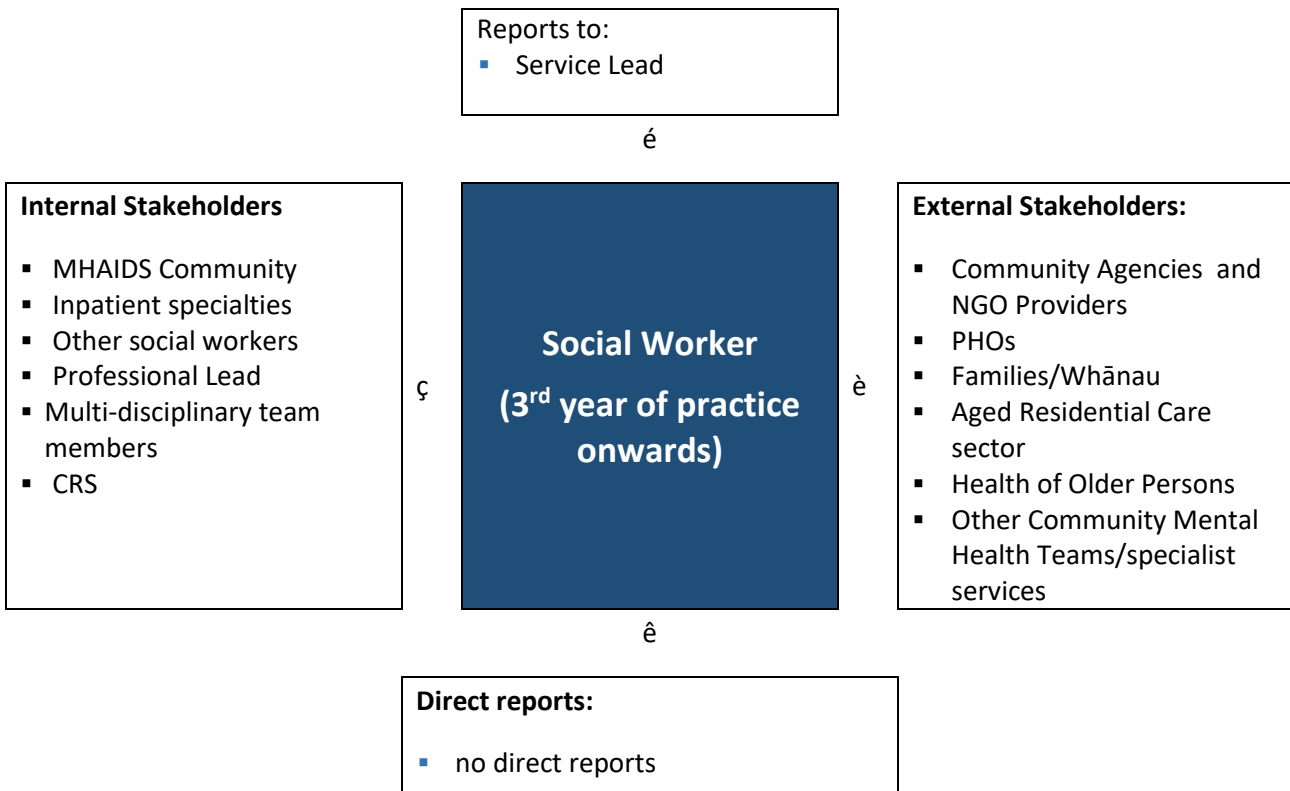 Reports to:
▪ Service Lead
é
Internal Stakeholders
▪ MHAIDS Community
▪ Inpatient specialties
▪ Other social workers
▪ Professional Lead
▪ Multi-disciplinary team
members
▪ CRS
ç
Social Worker
(3rd year of practice
onwards)
è
External Stakeholders:
▪ Community Agencies and
NGO Providers
▪ PHOs
▪ Families/Whānau
▪ Aged Residential Care
sector
▪ Health of Older Persons
▪ Other Community Mental
Health Teams/specialist
services
ê
Direct reports:
▪ no direct reports